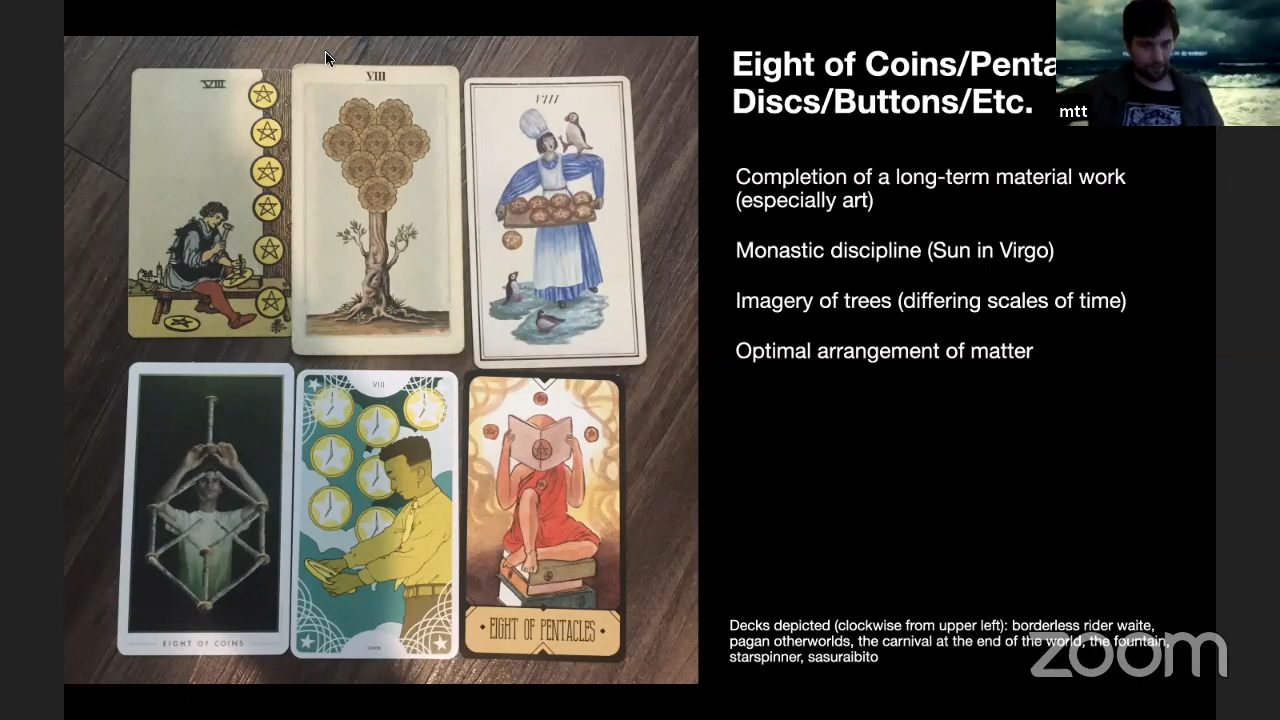 VIII
VIII
VIII
EIGHT OF COINS
VIII
EIGHT OF PENTACLES
Eight of Coins/Penta
Discs/Buttons/Etc.
mtt
Completion of a long-term material work
(especially art)
Monastic discipline (Sun in Virgo)
Imagery of trees (differing scales of time)
Optimal arrangement of matter
Decks depicted (clockwise from upper left): borderless rider waite,
pagan otherworlds, the carnival at the end of the world, the fountain,
starspinner, sasuraibito
zoom